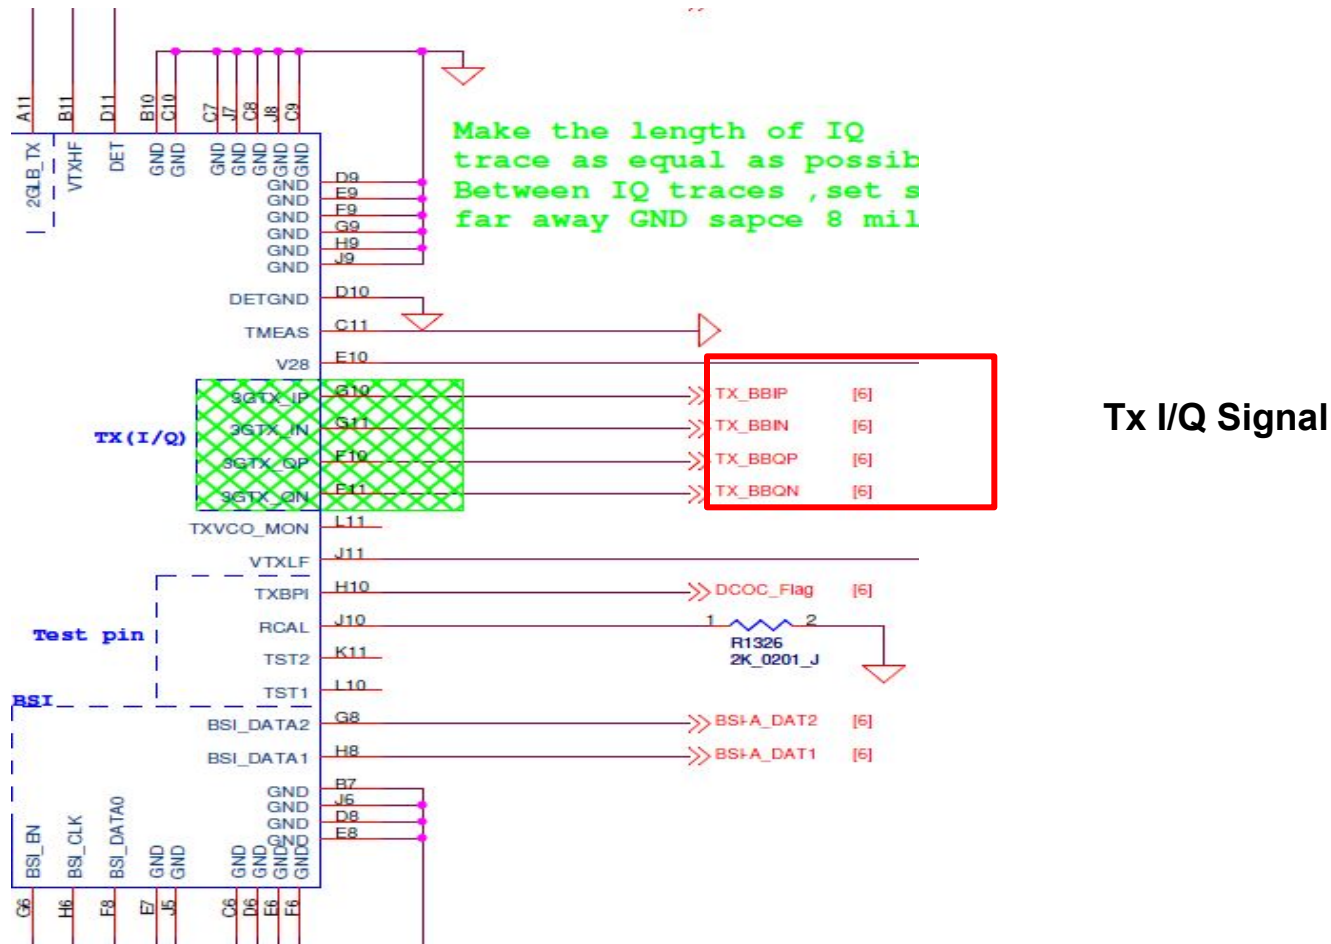 A11
B11
D11
B10
C10
C7
J7
C8
J8
C9
2GLB_TX
VTXHF
DET
GND
GND
GND
GND
GND
GND
GND
Make the length of IQ
trace as equal as possib
Between IQ traces ,set s
far away GND sapce 8 mil
GND D9
GND E9
GND F9
GND G9
GND H9
GND J9
DETGND D10
TMEAS C11
V28 E10
TX(I/Q)
3GTX_IP G10 TX_BBIP [6]
3GTX_IN G11 TX_BBIN [6]
3GTX_QP F10 TX_BBQP [6]
3GTX_QN F11 TX_BBQN [6]
Tx I/Q Signal
TXVCO_MON L11
VTXLF J11
TXBPI H10 DCOC_Flag [6]
Test pin
RCAL J10 1 2
R1326
2K_0201_J
TST2 K11
TST1 L10
BSI
BSI_DATA2 G8 BSI-A_DAT2 [6]
BSI_DATA1 H8 BSI-A_DAT1 [6]
GND B7
GND J6
GND D8
GND E8
BSI_EN
BSI_CLK
BSI_DATA0
GND
GND
GND
GND
GND
GND
G6
H6
F8
E7
J5
C6
D6
E6
F6